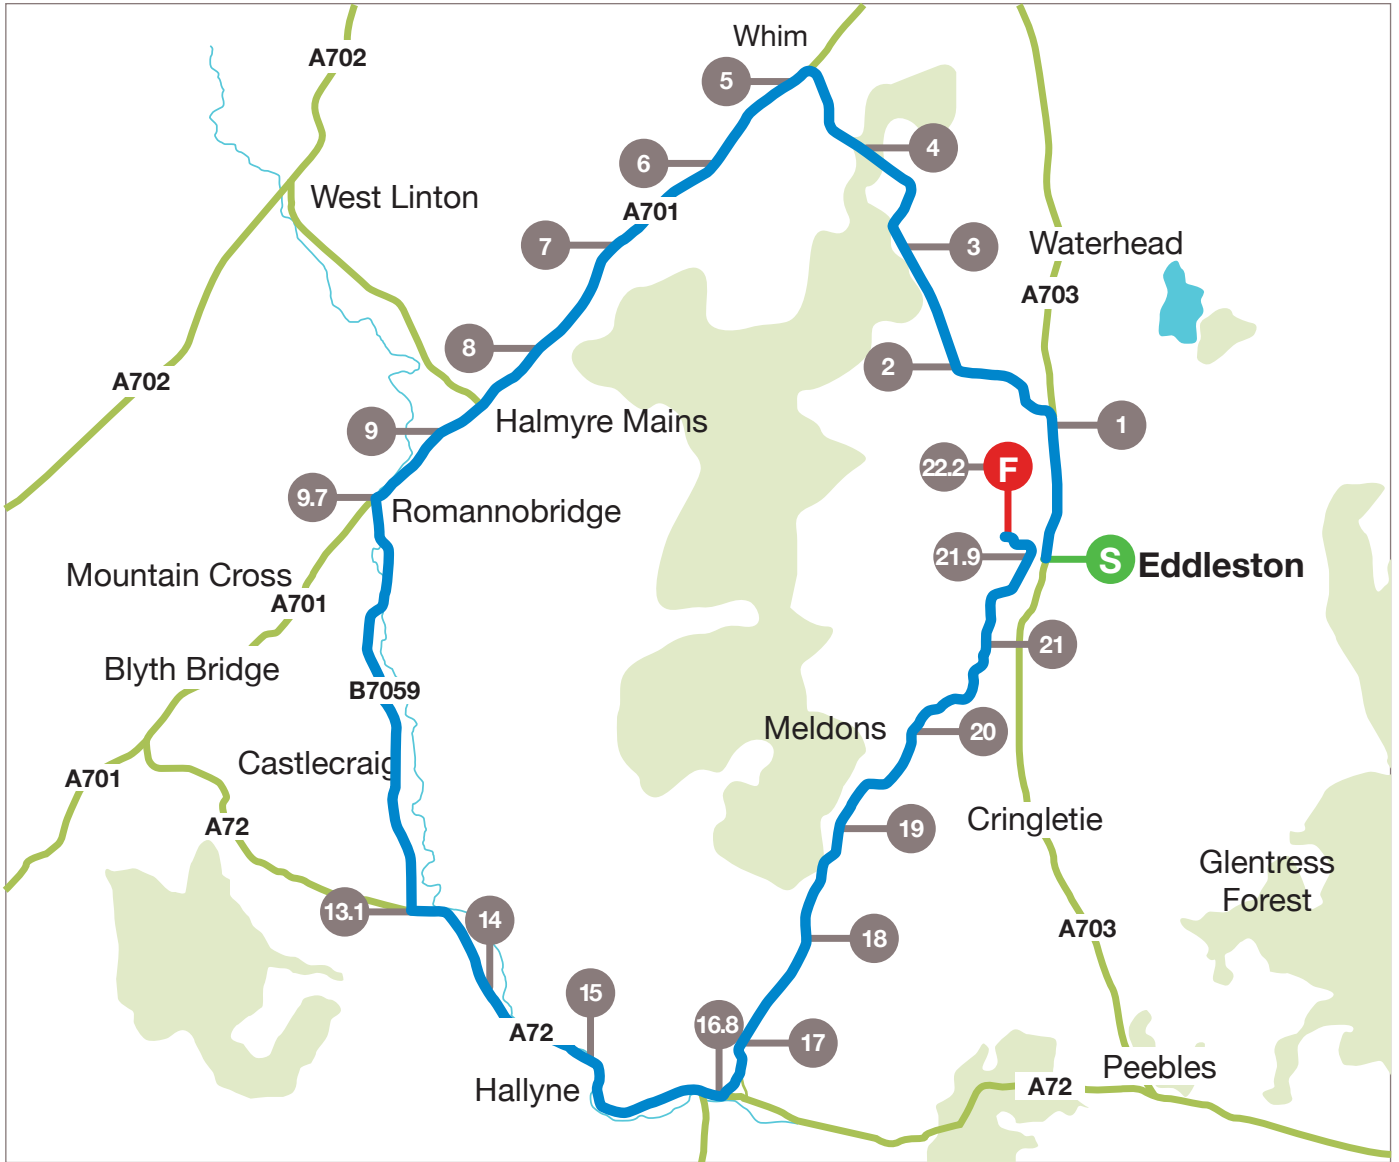 Whim
A702
5
4
6
West Linton
A701
7
3
Waterhead
A703
8
2
A702
Halmyre Mains
1
9
22.2
F
9.7
Romannobridge
21.9
S
Eddleston
Mountain Cross
A701
21
Blyth Bridge
B7059
Meldons
20
Castlecraig
A701
A72
19
Cringletie
Glentress
Forest
13.1
14
A703
18
15
16.8
A72
17
Peebles
Hallyne
A72